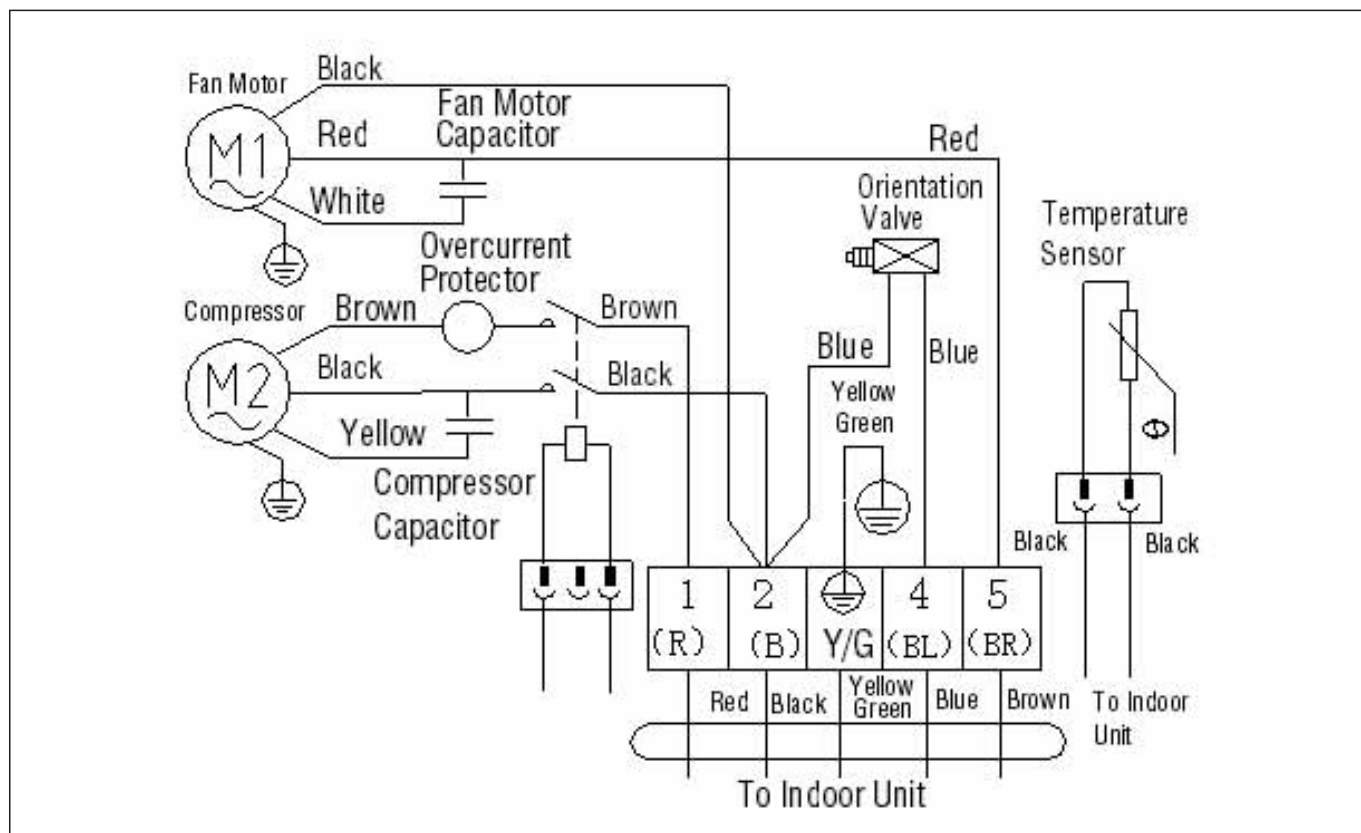 Black
Fan Motor
Fan Motor
Capacitor
Red
Red
M1
Orientation
Valve
White
Temperature
Sensor
Overcurrent
Protector
Compressor
Brown
Brown
Blue
Blue
Black
Black
M2
Yellow
Green
Yellow
Compressor
Capacitor
Black
Black
1
2
4
5
(R)
(B)
Y/G
(BL)
(BR)
Red
Black
Yellow
Green
Blue
Brown
To Indoor
Unit
To Indoor Unit